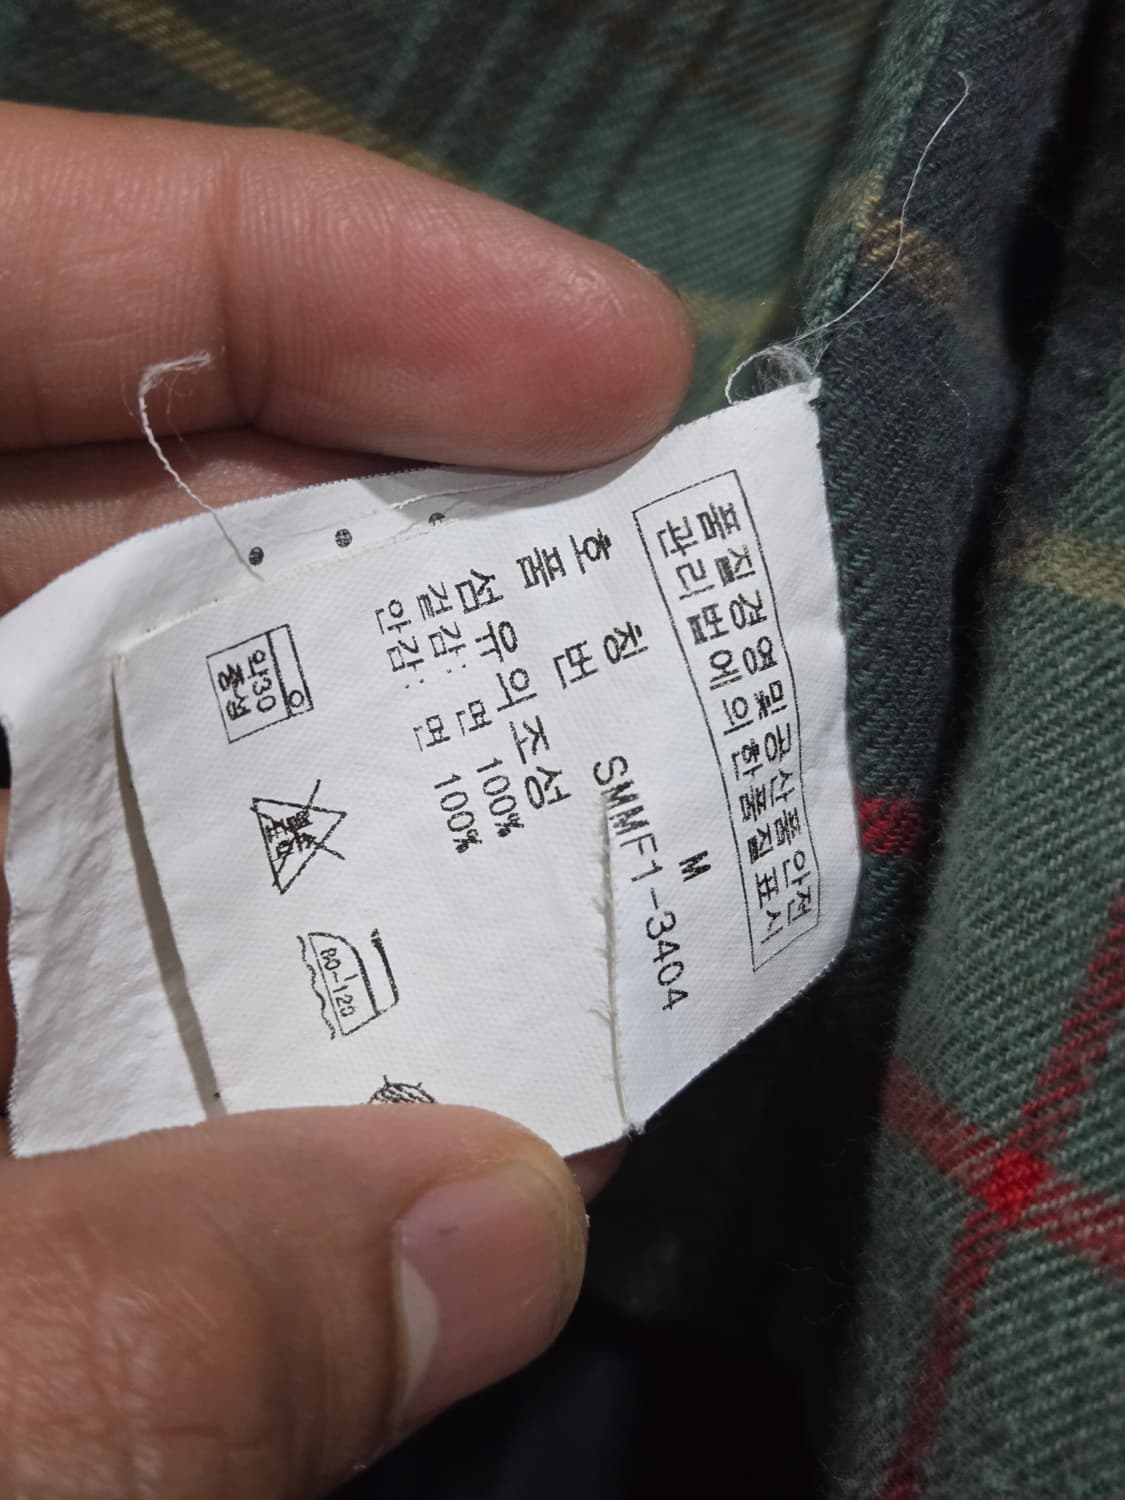 품질경영및공산품안전
관리법에의한품질표시
호 칭 M
품 번 SMMF1-3404
섬유의조성
겉감: 면 100%
안감: 면 100%
약30
중성
80-120